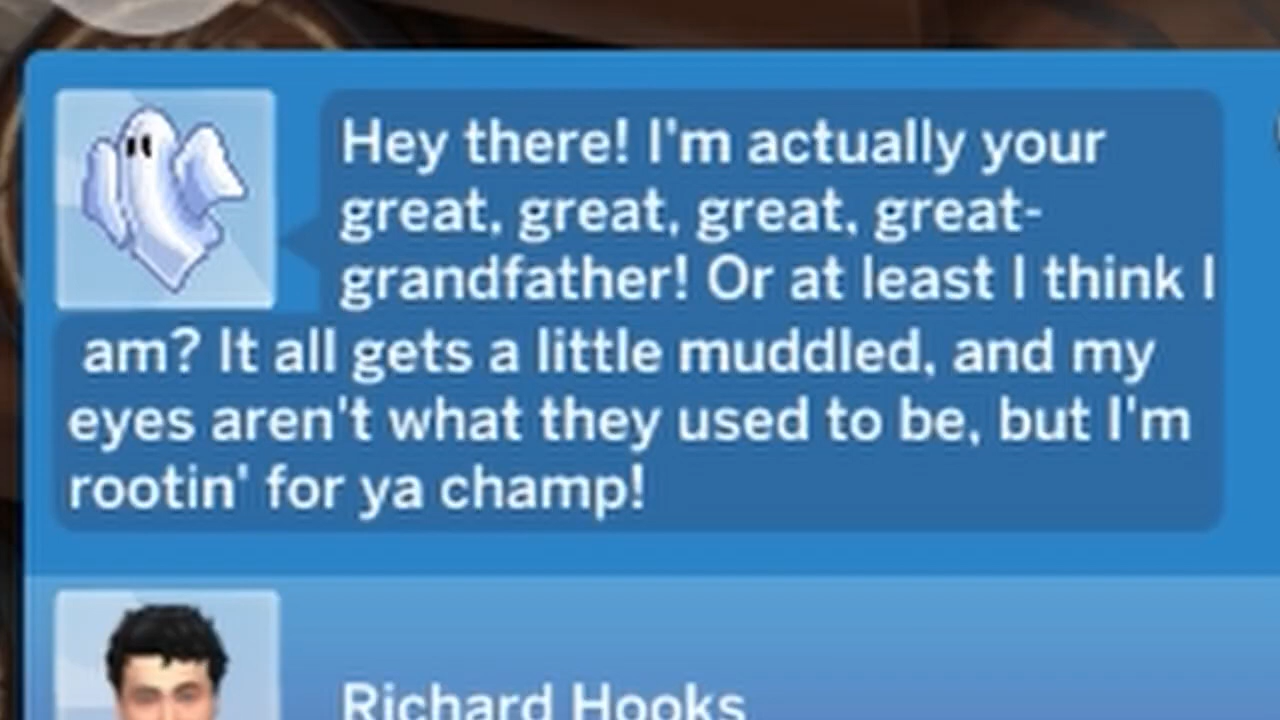 Hey there! I'm actually your
great, great, great, great-
grandfather! Or at least I think I
am? It all gets a little muddled, and my
eyes aren't what they used to be, but I'm
rootin' for ya champ!
Richard Hooks